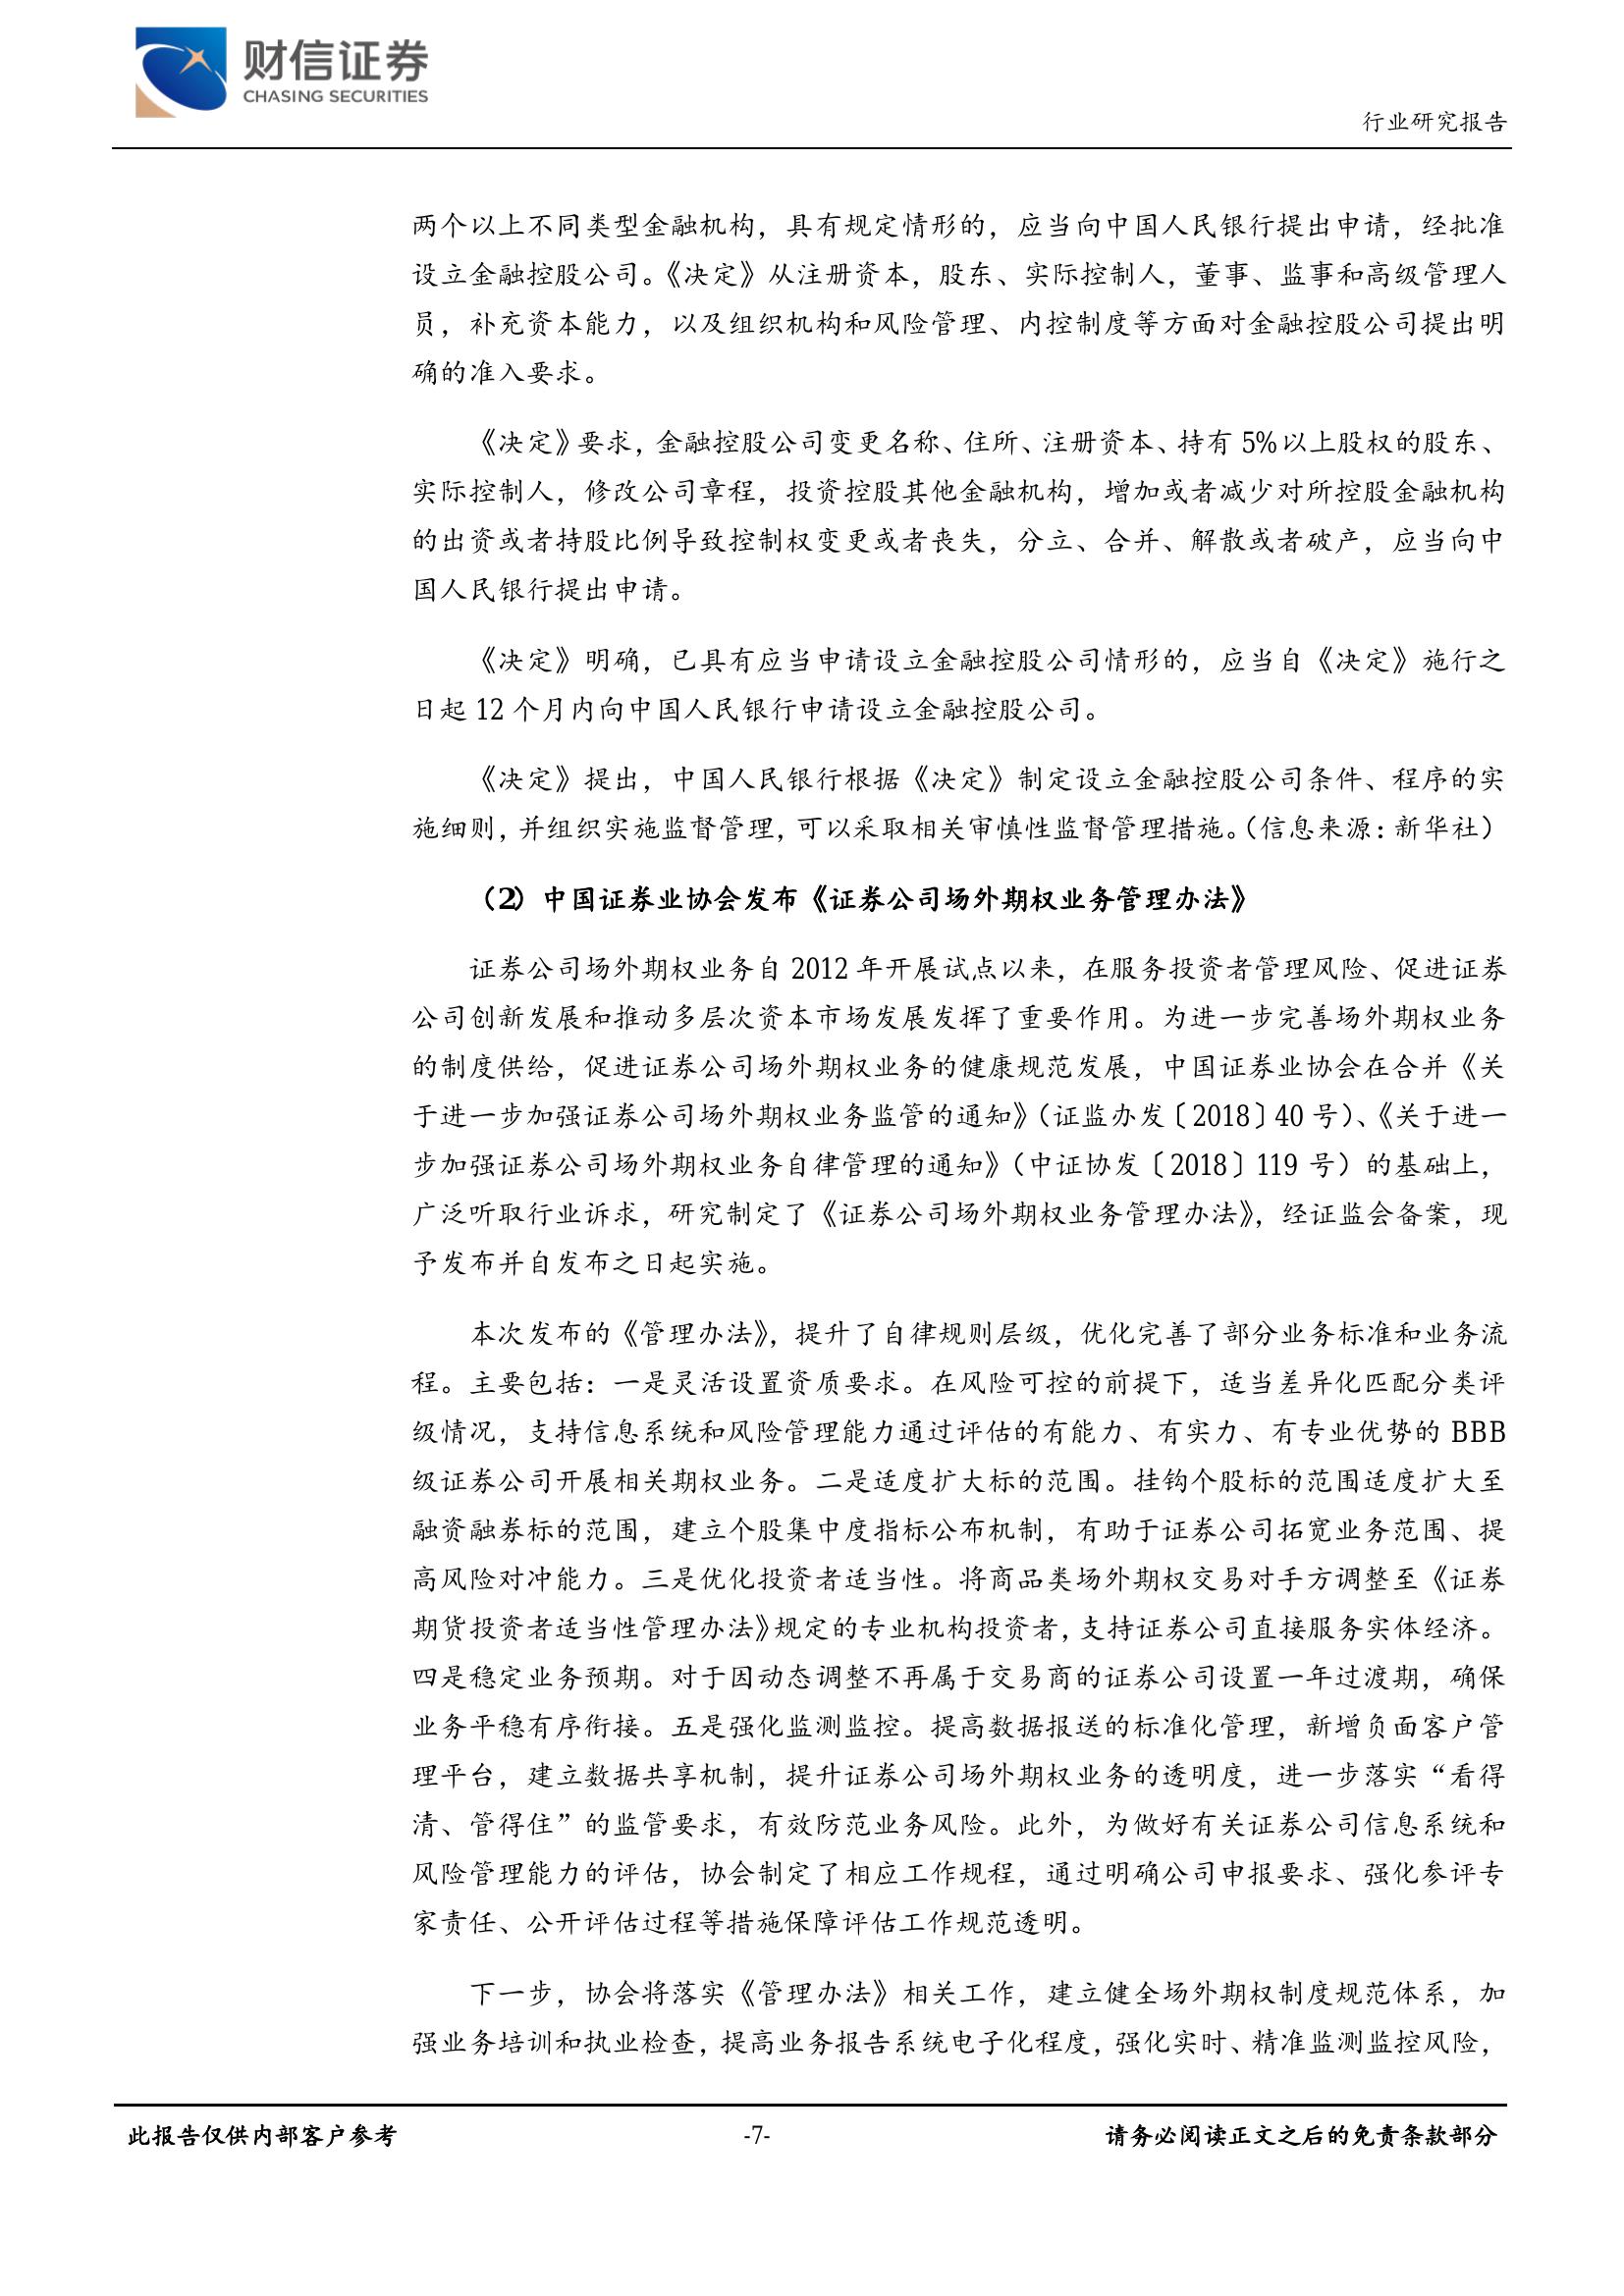 财信证券
CHASING SECURITIES
行业研究报告
两个以上不同类型金融机构，具有规定情形的，应当向中国人民银行提出申请，经批准
设立金融控股公司。《决定》从注册资本，股东、实际控制人，董事、监事和高级管理人
员，补充资本能力，以及组织机构和风险管理、内控制度等方面对金融控股公司提出明
确的准入要求。
《决定》要求，金融控股公司变更名称、住所、注册资本、持有 5%以上股权的股东、
实际控制人，修改公司章程，投资控股其他金融机构，增加或者减少对所控股金融机构
的出资或者持股比例导致控制权变更或者丧失，分立、合并、解散或者破产，应当向中
国人民银行提出申请。
《决定》明确，已具有应当申请设立金融控股公司情形的，应当自《决定》施行之
日起 12 个月内向中国人民银行申请设立金融控股公司。
《决定》提出，中国人民银行根据《决定》制定设立金融控股公司条件、程序的实
施细则，并组织实施监督管理，可以采取相关审慎性监督管理措施。（信息来源：新华社）
（2）中国证券业协会发布《证券公司场外期权业务管理办法》
证券公司场外期权业务自 2012 年开展试点以来，在服务投资者管理风险、促进证券
公司创新发展和推动多层次资本市场发展发挥了重要作用。为进一步完善场外期权业务
的制度供给，促进证券公司场外期权业务的健康规范发展，中国证券业协会在合并《关
于进一步加强证券公司场外期权业务监管的通知》（证监办发〔2018〕40 号）、《关于进一
步加强证券公司场外期权业务自律管理的通知》（中证协发〔2018〕119 号）的基础上，
广泛听取行业诉求，研究制定了《证券公司场外期权业务管理办法》，经证监会备案，现
予发布并自发布之日起实施。
本次发布的《管理办法》，提升了自律规则层级，优化完善了部分业务标准和业务流
程。主要包括：一是灵活设置资质要求。在风险可控的前提下，适当差异化匹配分类评
级情况，支持信息系统和风险管理能力通过评估的有能力、有实力、有专业优势的 BBB
级证券公司开展相关期权业务。二是适度扩大标的范围。挂钩个股标的范围适度扩大至
融资融券标的范围，建立个股集中度指标公布机制，有助于证券公司拓宽业务范围、提
高风险对冲能力。三是优化投资者适当性。将商品类场外期权交易对手方调整至《证券
期货投资者适当性管理办法》规定的专业机构投资者，支持证券公司直接服务实体经济。
四是稳定业务预期。对于因动态调整不再属于交易商的证券公司设置一年过渡期，确保
业务平稳有序衔接。五是强化监测监控。提高数据报送的标准化管理，新增负面客户管
理平台，建立数据共享机制，提升证券公司场外期权业务的透明度，进一步落实“看得
清、管得住”的监管要求，有效防范业务风险。此外，为做好有关证券公司信息系统和
风险管理能力的评估，协会制定了相应工作规程，通过明确公司申报要求、强化参评专
家责任、公开评估过程等措施保障评估工作规范透明。
下一步，协会将落实《管理办法》相关工作，建立健全场外期权制度规范体系，加
强业务培训和执业检查，提高业务报告系统电子化程度，强化实时、精准监测监控风险，
此报告仅供内部客户参考
-7-
请务必阅读正文之后的免责条款部分